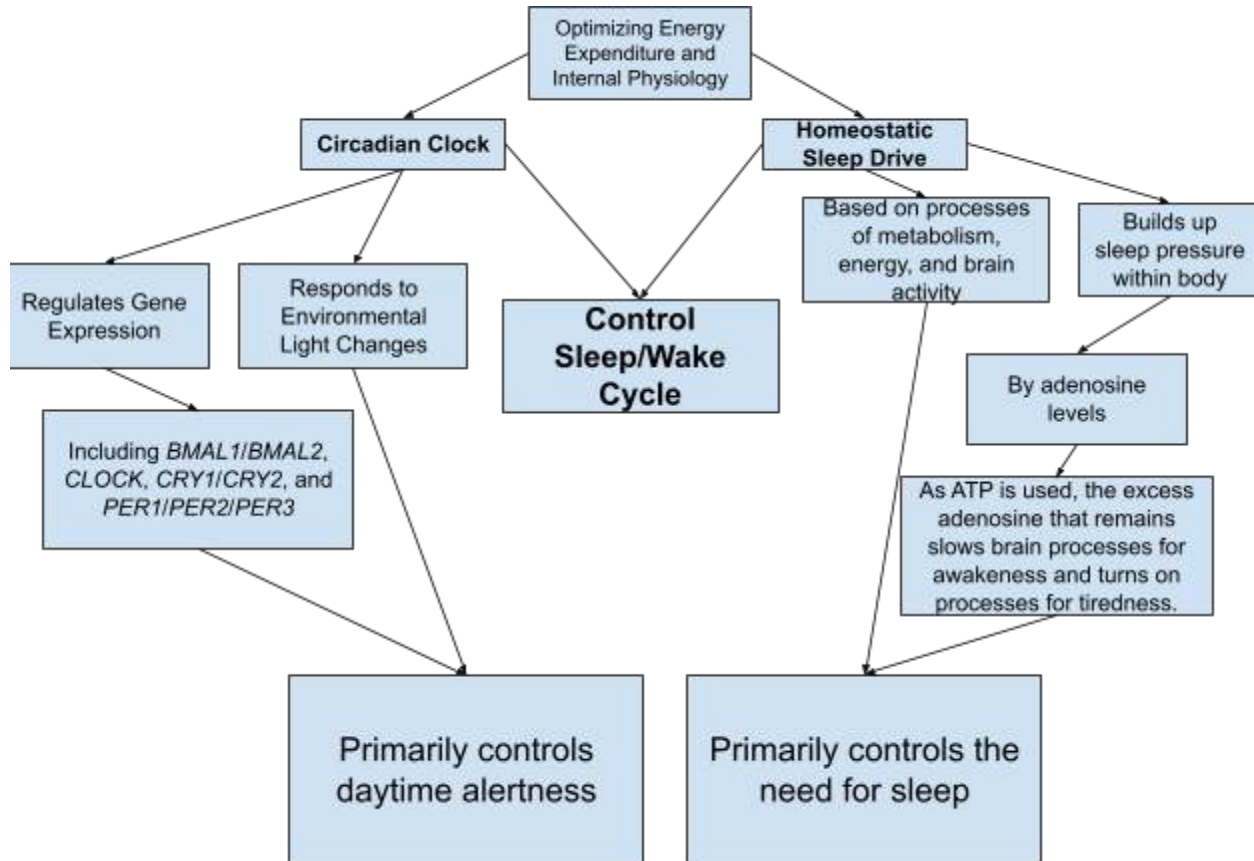 Optimizing Energy
Expenditure and
Internal Physiology
Circadian Clock
Homeostatic
Sleep Drive
Regulates Gene
Expression
Responds to
Environmental
Light Changes
Control
Sleep/Wake
Cycle
Based on processes
of metabolism,
energy, and brain
activity
Builds up
sleep pressure
within body
By adenosine
levels
Including BMAL1/BMAL2,
CLOCK, CRY1/CRY2, and
PER1/PER2/PER3
As ATP is used, the excess
adenosine that remains
slows brain processes for
awakeness and turns on
processes for tiredness.
Primarily controls
daytime alertness
Primarily controls the
need for sleep